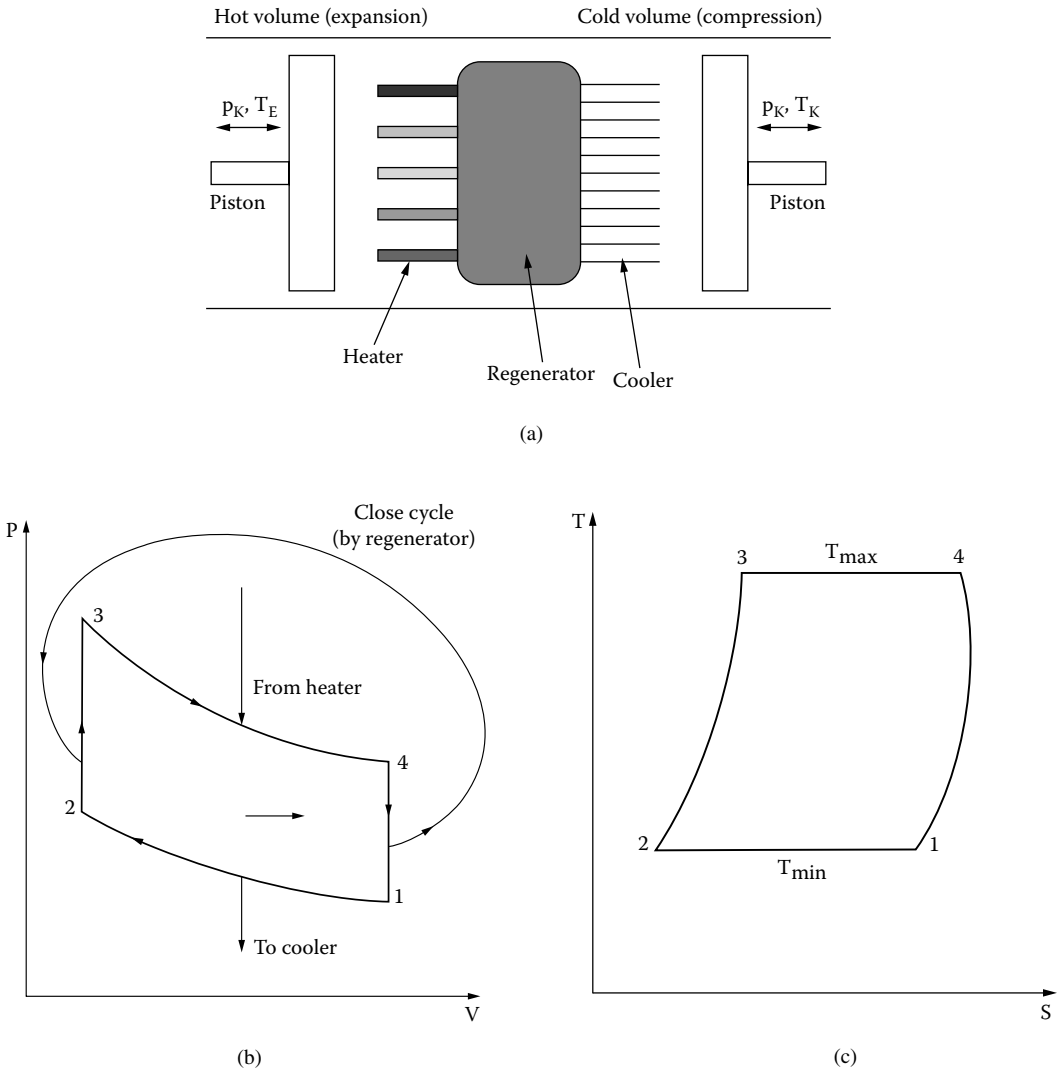 Hot volume (expansion)
Cold volume (compression)
p_K, T_E
p_K, T_K
Piston
Piston
Heater
Regenerator
Cooler
(a)
Close cycle
(by regenerator)
P
3
From heater
4
2
1
To cooler
V
(b)
T
3
T_max
4
2
1
T_min
S
(c)